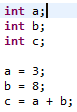 int a;
int b;
int c;
a = 3;
b = 8;
c = a + b;